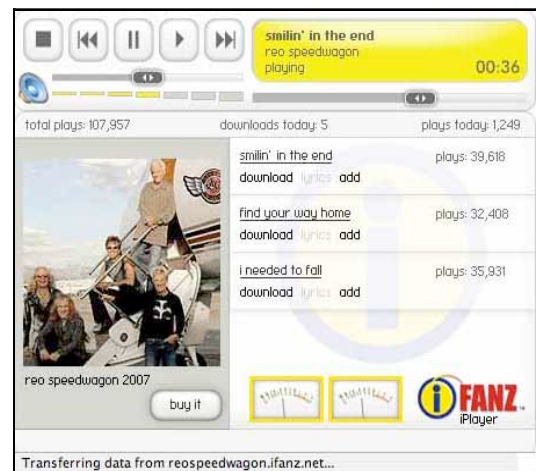 smilin' in the end
reo speedwagon
playing 00:36
total plays: 107,957 downloads today: 5 plays today: 1,249
smilin' in the end plays: 39,618
download lyrics add
find your way home plays: 32,408
download lyrics add
i needed to fall plays: 35,931
download lyrics add
reo speedwagon 2007
buy it
i FANZ
iPlayer
Transferring data from reospeedwagon.ifanz.net...